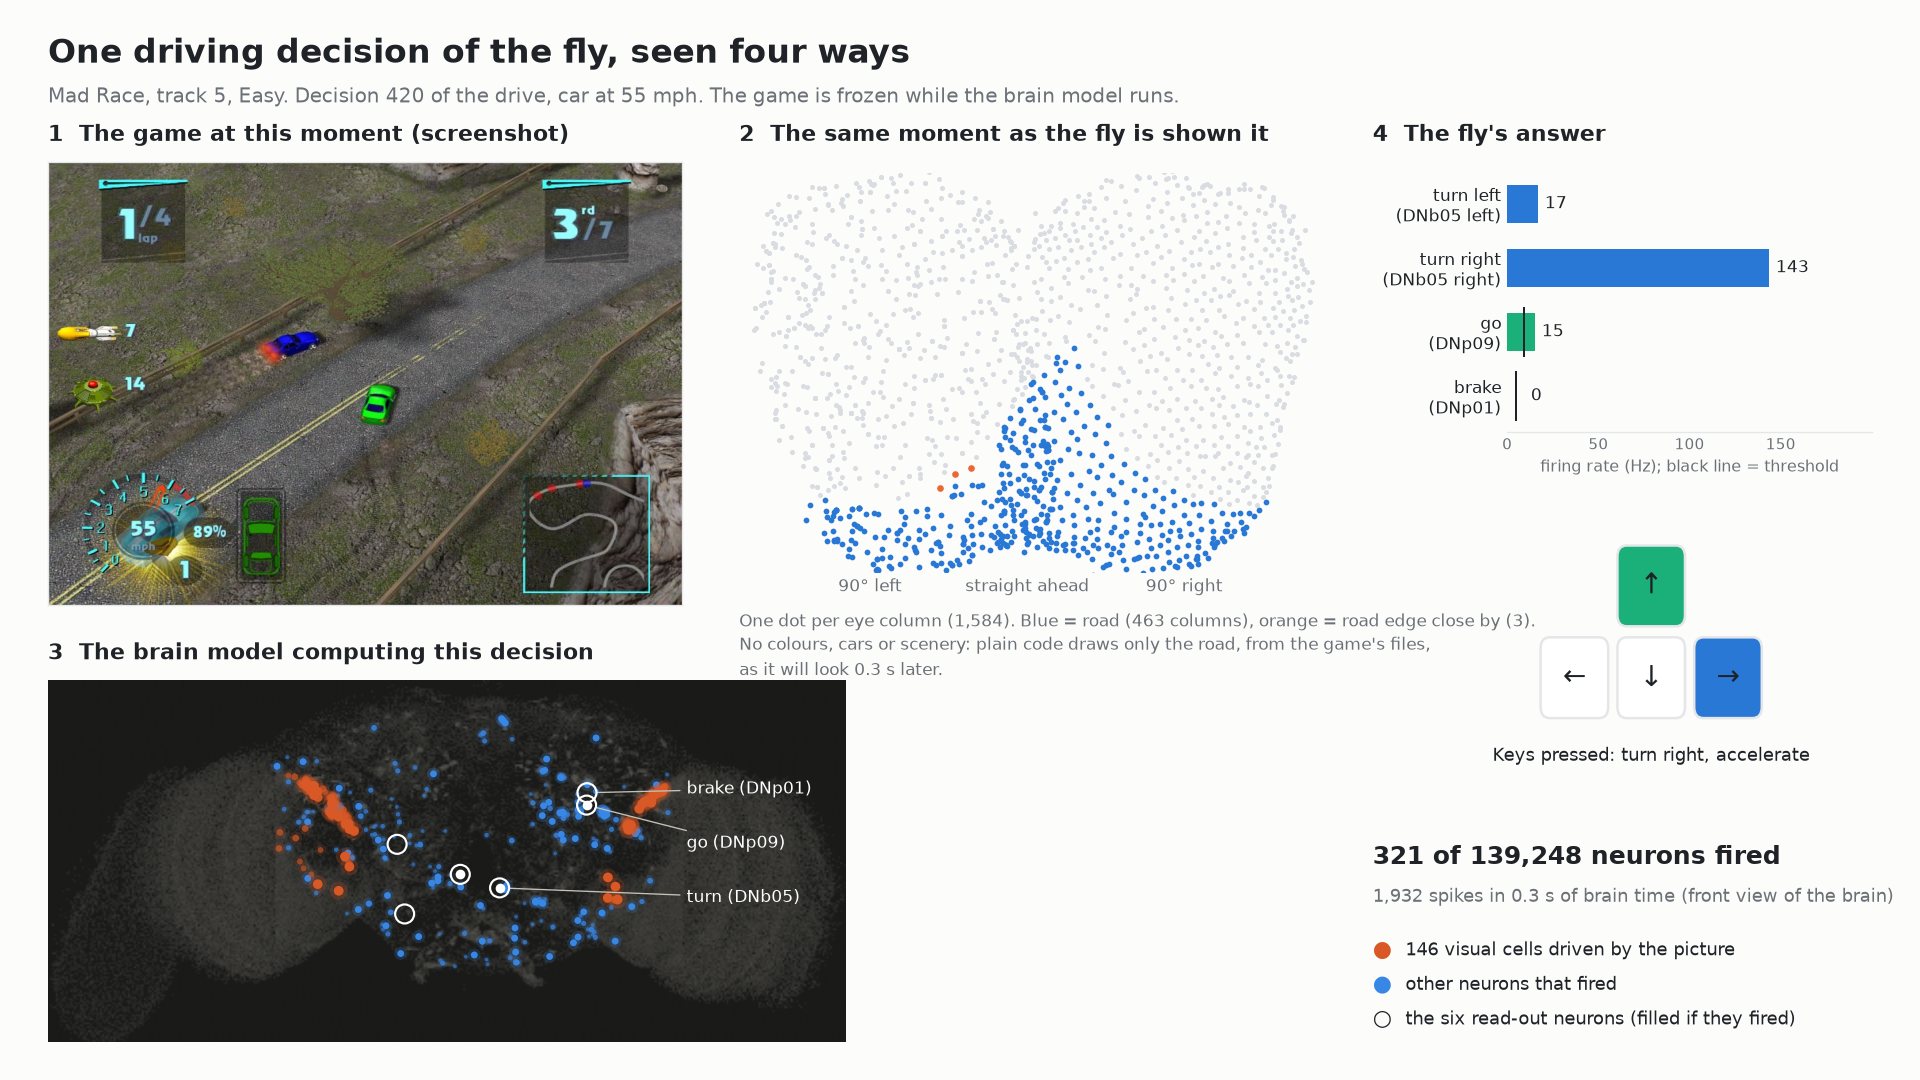 One driving decision of the fly, seen four ways
Mad Race, track 5, Easy. Decision 420 of the drive, car at 55 mph. The game is frozen while the brain model runs.
1 The game at this moment (screenshot)
1/4
lap
3rd/7
7
14
0
1
2
3
4
5
6
7
55
mph
89%
1
2 The same moment as the fly is shown it
90° left
straight ahead
90° right
One dot per eye column (1,584). Blue = road (463 columns), orange = road edge close by (3).
No colours, cars or scenery: plain code draws only the road, from the game's files,
as it will look 0.3 s later.
3 The brain model computing this decision
brake (DNp01)
go (DNp09)
turn (DNb05)
4 The fly's answer
turn left
(DNb05 left)
17
turn right
(DNb05 right)
143
go
(DNp09)
15
brake
(DNp01)
0
0 50 100 150
firing rate (Hz); black line = threshold
↑
← ↓ →
Keys pressed: turn right, accelerate
321 of 139,248 neurons fired
1,932 spikes in 0.3 s of brain time (front view of the brain)
146 visual cells driven by the picture
other neurons that fired
the six read-out neurons (filled if they fired)